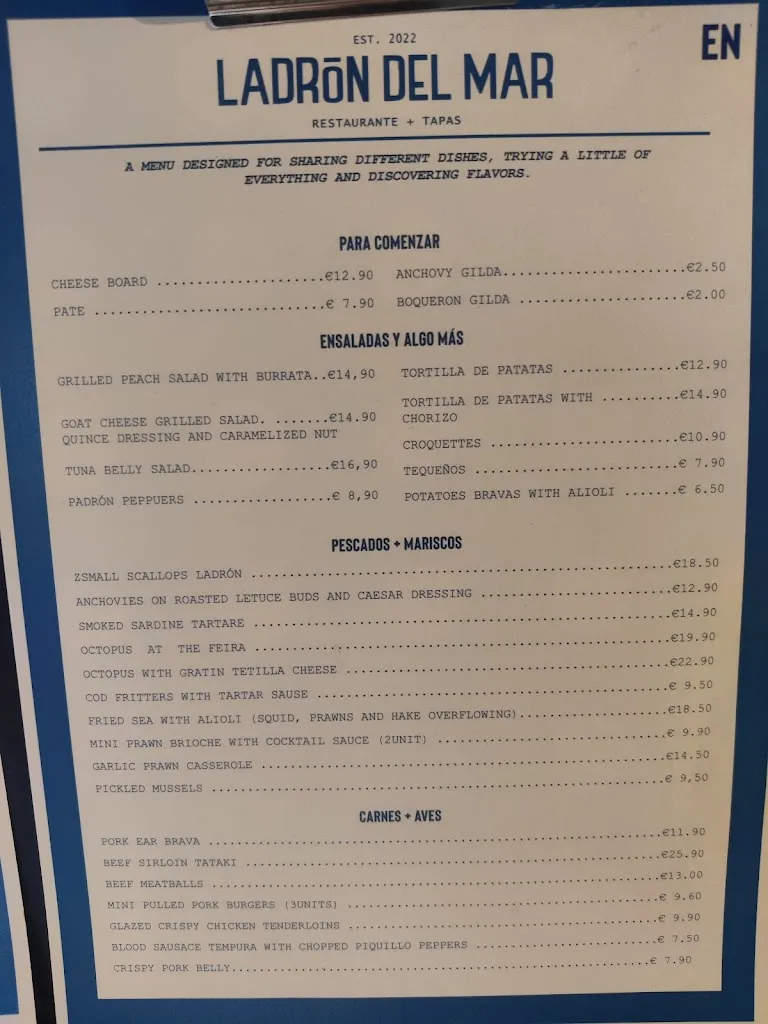 EST. 2022
EN
LADRōN DEL MAR
RESTAURANTE + TAPAS
A MENU DESIGNED FOR SHARING DIFFERENT DISHES, TRYING A LITTLE OF
EVERYTHING AND DISCOVERING FLAVORS.
PARA COMENZAR
CHEESE BOARD ....................€12.90
PATE ............................€ 7.90
ANCHOVY GILDA.......................€2.50
BOQUERON GILDA .....................€2.00
ENSALADAS Y ALGO MÁS
GRILLED PEACH SALAD WITH BURRATA..€14,90
GOAT CHEESE GRILLED SALAD. .......€14.90
QUINCE DRESSING AND CARAMELIZED NUT
TUNA BELLY SALAD.................€16,90
PADRÓN PEPPUERS .................€ 8,90
TORTILLA DE PATATAS ..............€12.90
TORTILLA DE PATATAS WITH .........€14.90
CHORIZO
CROQUETTES .......................€10.90
TEQUEÑOS .........................€ 7.90
POTATOES BRAVAS WITH ALIOLI ......€ 6.50
PESCADOS + MARISCOS
ZSMALL SCALLOPS LADRÓN ..................................................€18.50
ANCHOVIES ON ROASTED LETUCE BUDS AND CAESAR DRESSING .......................€12.90
SMOKED SARDINE TARTARE ..................................................€14.90
OCTOPUS AT THE FEIRA ..................................................€19.90
OCTOPUS WITH GRATIN TETILLA CHEESE .......................................€22.90
COD FRITTERS WITH TARTAR SAUSE ..........................................€ 9.50
FRIED SEA WITH ALIOLI (SQUID, PRAWNS AND HAKE OVERFLOWING)..................€18.50
MINI PRAWN BRIOCHE WITH COCKTAIL SAUCE (2UNIT) ............................€ 9.90
GARLIC PRAWN CASSEROLE ..................................................€14.50
PICKLED MUSSELS ........................................................€ 9,50
CARNES + AVES
PORK EAR BRAVA ........................................................€11.90
BEEF SIRLOIN TATAKI ....................................................€25.90
BEEF MEATBALLS ........................................................€13.00
MINI PULLED PORK BURGERS (3UNITS) .......................................€ 9.60
GLAZED CRISPY CHICKEN TENDERLOINS .......................................€ 9.90
BLOOD SAUSACE TEMPURA WITH CHOPPED PIQUILLO PEPPERS .......................€ 7.50
CRISPY PORK BELLY......................................................€ 7.90